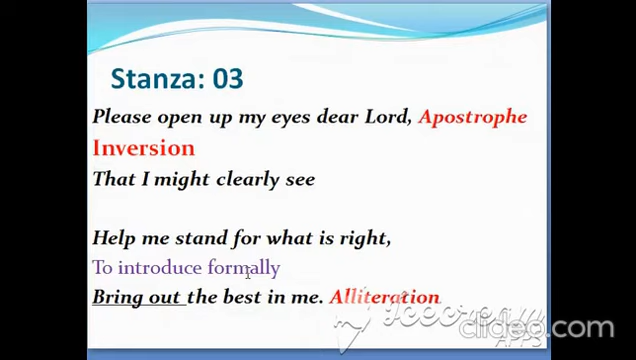 Stanza: 03
Please open up my eyes dear Lord, Apostrophe
Inversion
That I might clearly see
Help me stand for what is right,
To introduce formally
Bring out the best in me. Alliteration
clideo.com